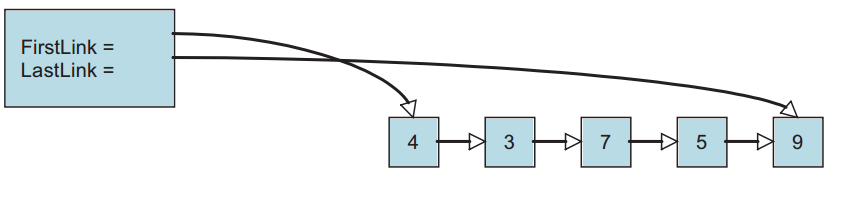 FirstLink =
LastLink =
4 3 7 5 9